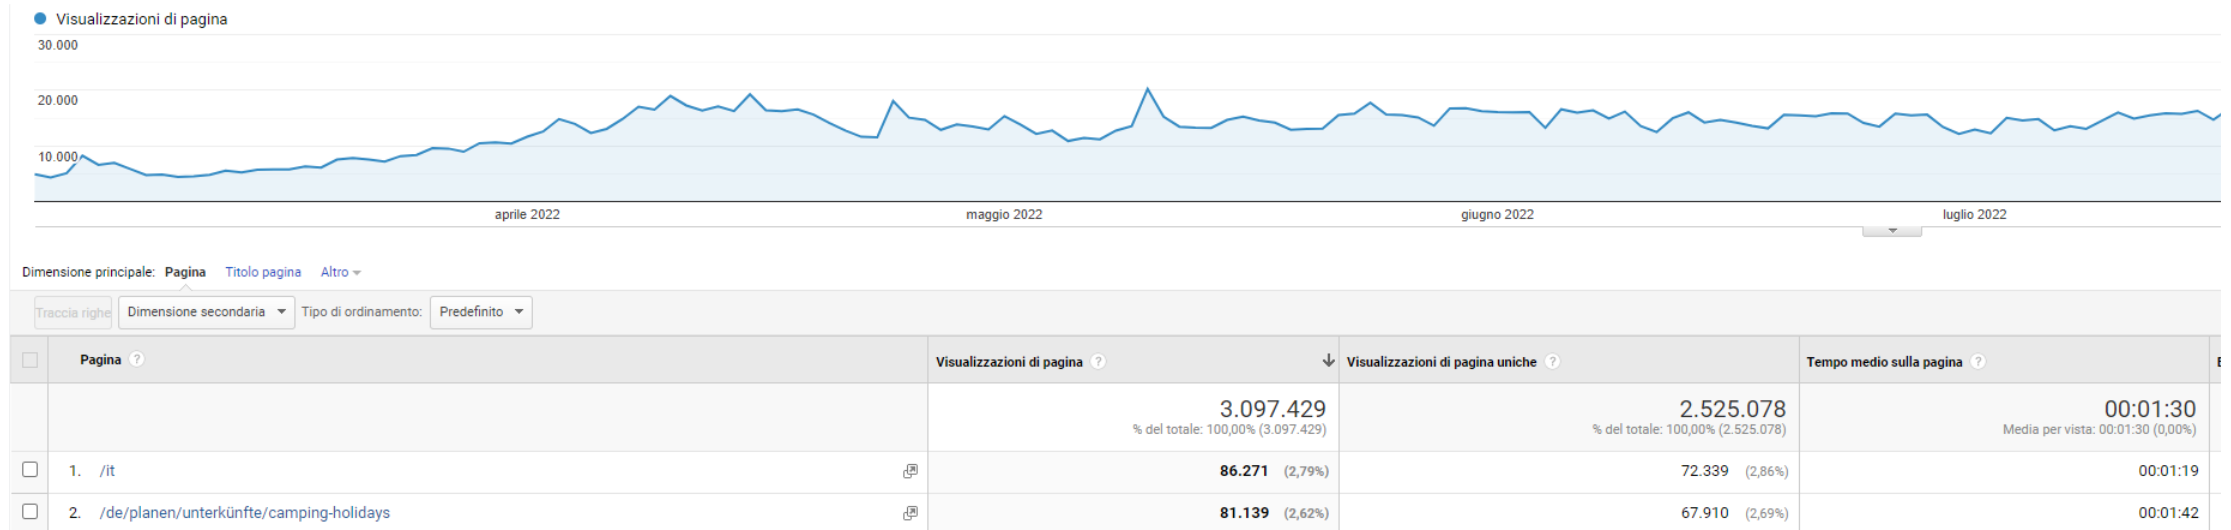 Visualizzazioni di pagina
30.000
20.000
10.000
aprile 2022 maggio 2022 giugno 2022 luglio 2022
Dimensione principale: Pagina Titolo pagina Altro
Traccia righe Dimensione secondaria Tipo di ordinamento: Predefinito
Pagina ? Visualizzazioni di pagina ? Visualizzazioni di pagina uniche ? Tempo medio sulla pagina ?
3.097.429 2.525.078 00:01:30
% del totale: 100,00% (3.097.429) % del totale: 100,00% (2.525.078) Media per vista: 00:01:30 (0,00%)
1. /it 86.271 (2,79%) 72.339 (2,86%) 00:01:19
2. /de/planen/unterkünfte/camping-holidays 81.139 (2,62%) 67.910 (2,69%) 00:01:42